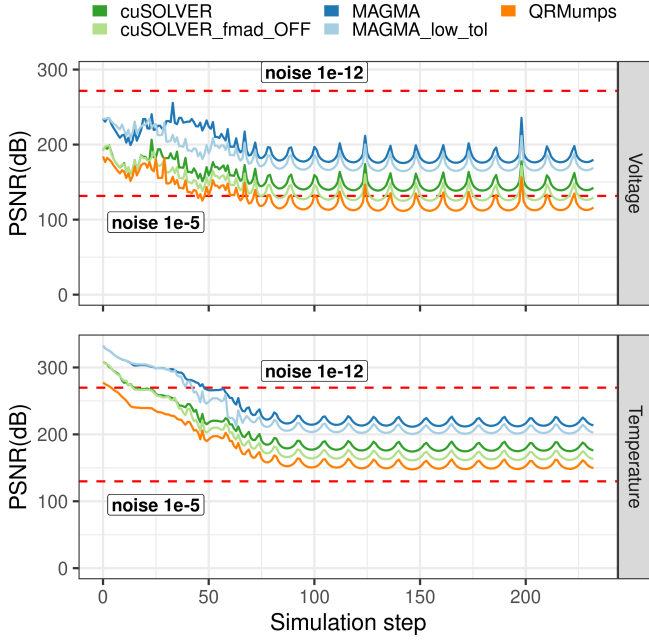 cuSOLVER MAGMA QRMumps
cuSOLVER_fmad_OFF MAGMA_low_tol
300
200
100
0
PSNR(dB)
noise 1e-12
noise 1e-5
Voltage
300
200
100
0
PSNR(dB)
noise 1e-12
noise 1e-5
Temperature
0 50 100 150 200
Simulation step